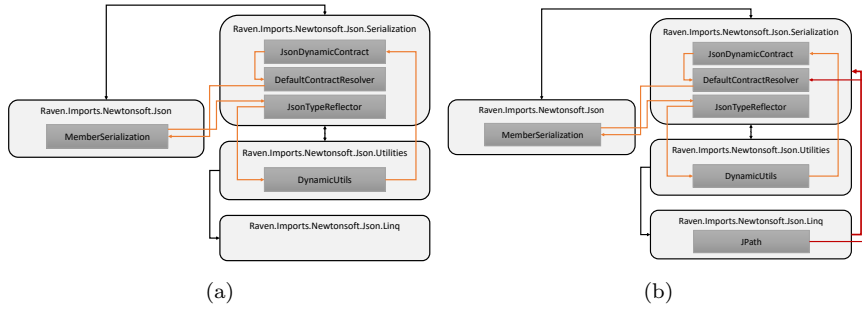 Raven.Imports.Newtonsoft.Json.Serialization
JsonDynamicContract
DefaultContractResolver
JsonTypeReflector
Raven.Imports.Newtonsoft.Json
MemberSerialization
Raven.Imports.Newtonsoft.Json.Utilities
DynamicUtils
Raven.Imports.Newtonsoft.Json.Linq
(a)
Raven.Imports.Newtonsoft.Json.Serialization
JsonDynamicContract
DefaultContractResolver
JsonTypeReflector
Raven.Imports.Newtonsoft.Json
MemberSerialization
Raven.Imports.Newtonsoft.Json.Utilities
DynamicUtils
Raven.Imports.Newtonsoft.Json.Linq
JPath
(b)